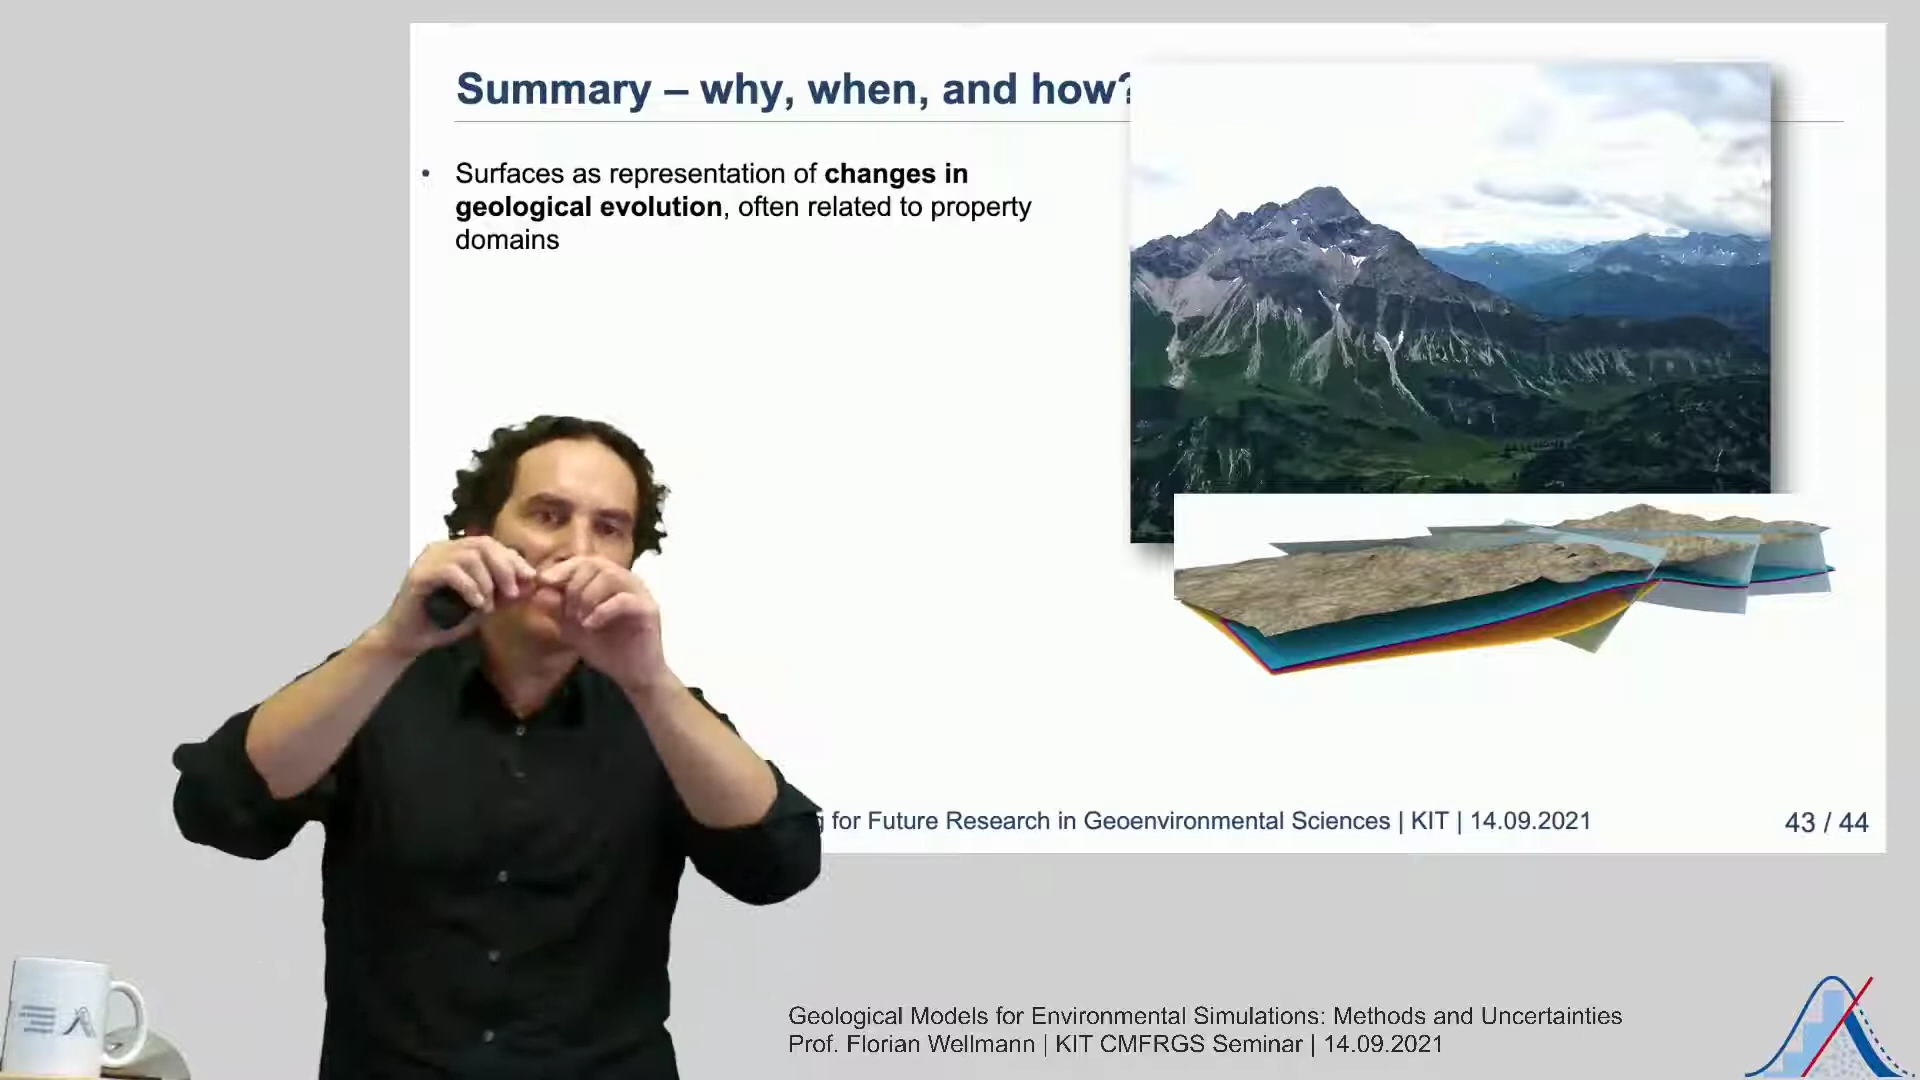 Summary – why, when, and how?
• Surfaces as representation of changes in
geological evolution, often related to property
domains
for Future Research in Geoenvironmental Sciences | KIT | 14.09.2021
43 / 44
Geological Models for Environmental Simulations: Methods and Uncertainties
Prof. Florian Wellmann | KIT CMFRGS Seminar | 14.09.2021